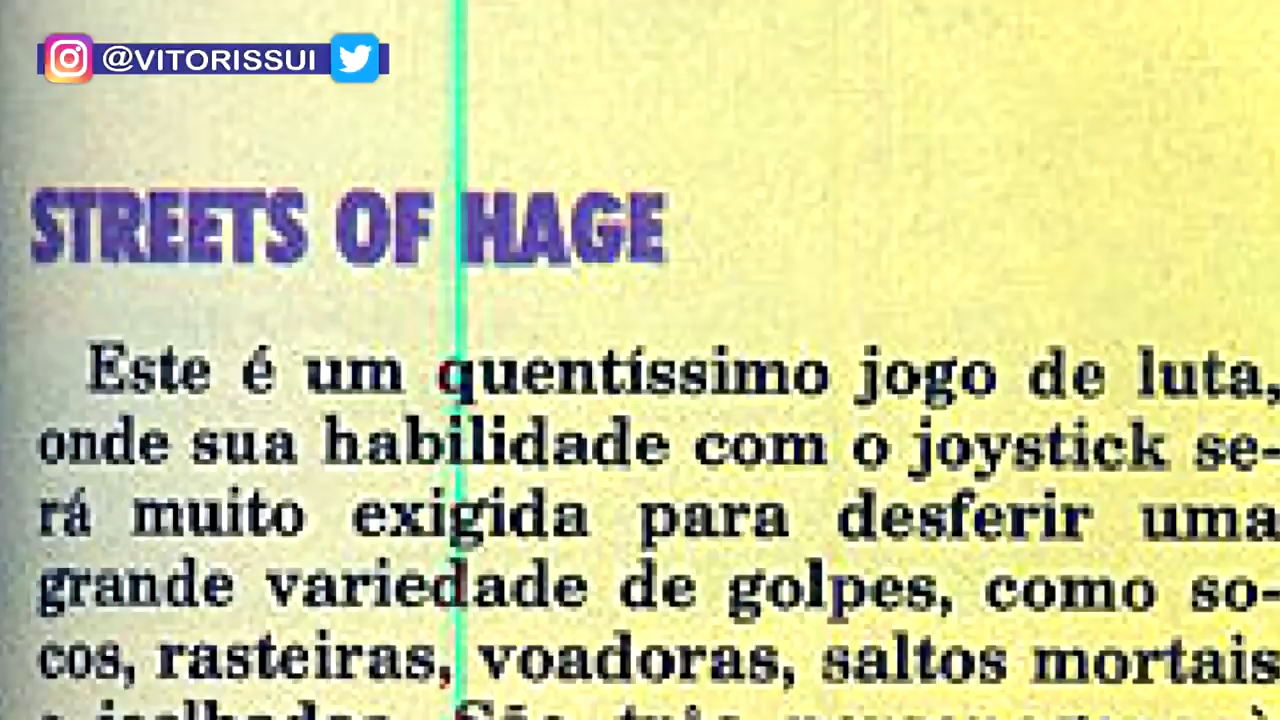 @VITORISSUI
STREETS OF HAGE
Este é um quentíssimo jogo de luta,
onde sua habilidade com o joystick se-
rá muito exigida para desferir uma
grande variedade de golpes, como so-
cos, rasteiras, voadoras, saltos mortais